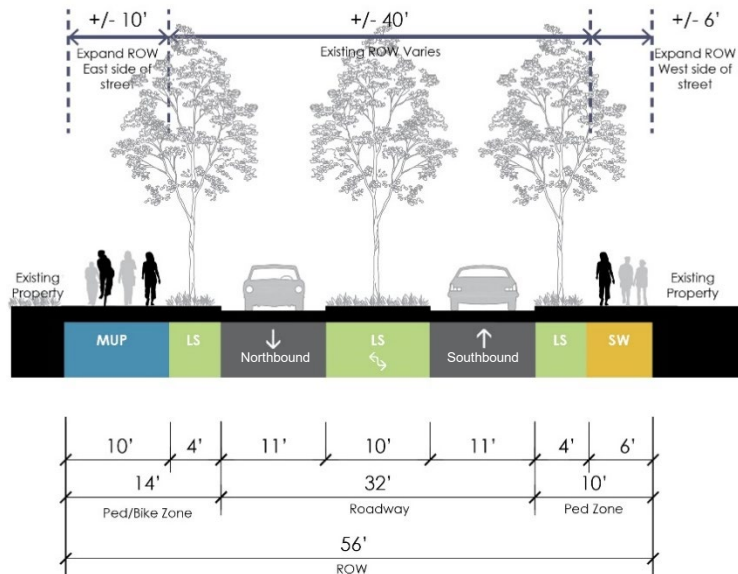 +/- 10’
+/- 40’
+/- 6’
Expand ROW
East side of
street
Existing ROW Varies
Expand ROW
West side of
street
Existing
Property
Existing
Property
MUP
LS
Northbound
LS
Southbound
LS
SW
10’
4’
11’
10’
11’
4’
6’
14’
32’
10’
Ped/Bike Zone
Roadway
Ped Zone
56’
ROW